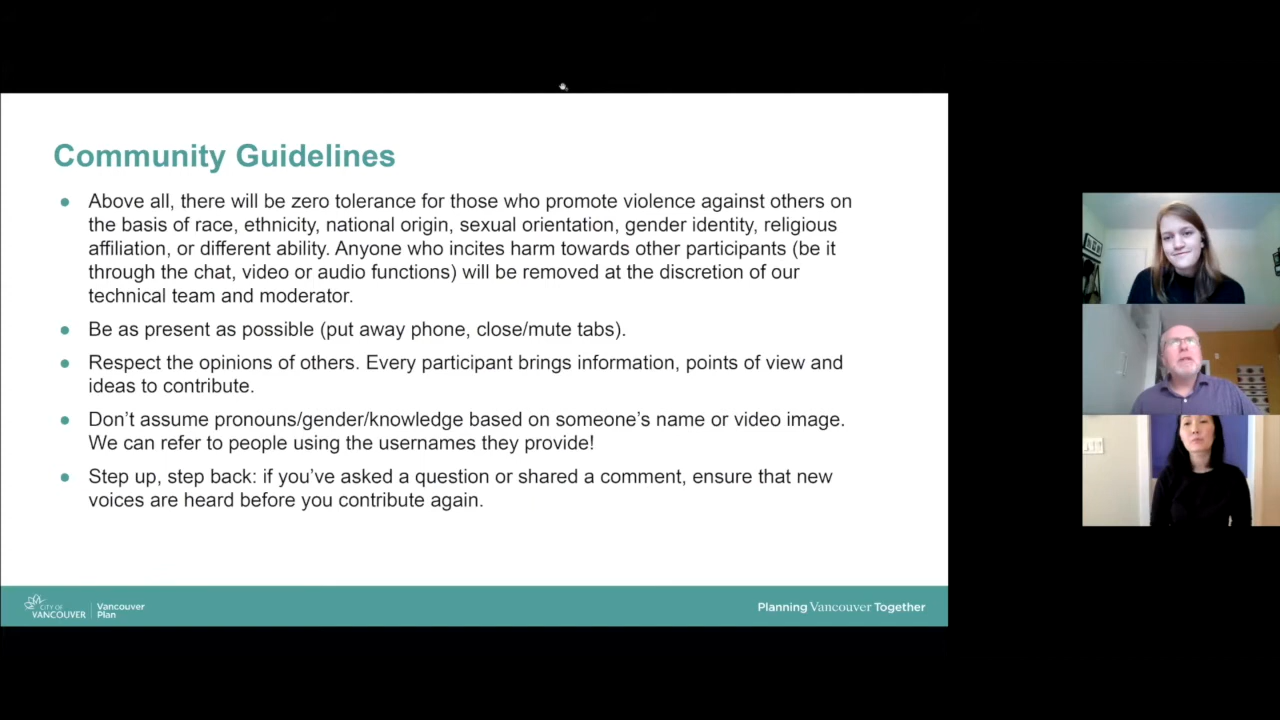 Community Guidelines
● Above all, there will be zero tolerance for those who promote violence against others on
the basis of race, ethnicity, national origin, sexual orientation, gender identity, religious
affiliation, or different ability. Anyone who incites harm towards other participants (be it
through the chat, video or audio functions) will be removed at the discretion of our
technical team and moderator.
● Be as present as possible (put away phone, close/mute tabs).
● Respect the opinions of others. Every participant brings information, points of view and
ideas to contribute.
● Don’t assume pronouns/gender/knowledge based on someone’s name or video image.
We can refer to people using the usernames they provide!
● Step up, step back: if you’ve asked a question or shared a comment, ensure that new
voices are heard before you contribute again.
CITY OF
VANCOUVER
Vancouver
Plan
Planning Vancouver Together